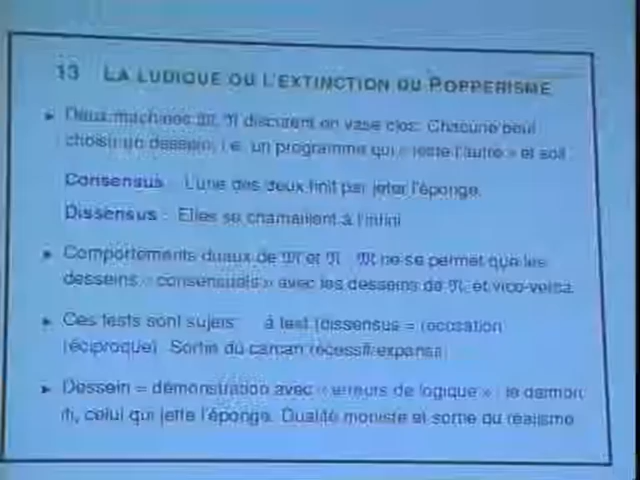 13 LA LUDIQUE OU L'EXTINCTION DU POPPERISME
▸ Deux machines 𝔐, 𝔑 discutent en vase clos. Chacune peut
choisir un dessein, i.e. un programme qui « teste l'autre » et soit
Consensus : L'une des deux finit par jeter l'éponge.
Dissensus : Elles se chamaillent à l'infini.
▸ Comportements duaux de 𝔐 et 𝔑 : 𝔐 ne se permet que les
desseins « consensuels » avec les desseins de 𝔑, et vice-versa.
▸ Ces tests sont sujets à test (dissensus = récusation
réciproque). Sortir du carcan récessif/expansif.
▸ Dessein = démonstration avec « erreurs de logique » : le daimon
, celui qui jette l'éponge. Dualité moniste et sortie du réalisme.